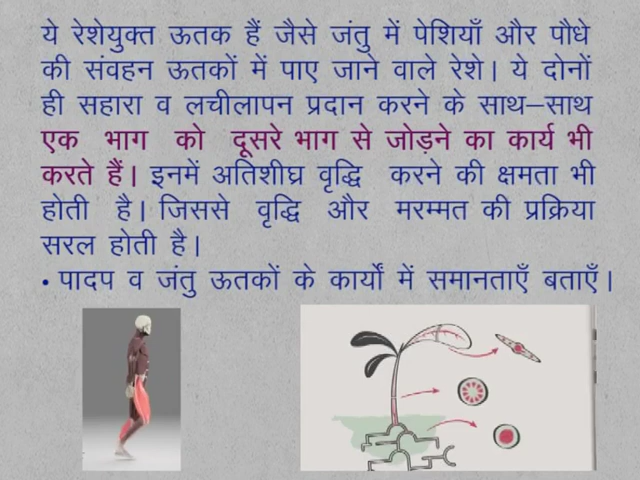 ये रेशेयुक्त ऊतक हैं जैसे जंतु में पेशियाँ और पौधे
की संवहन ऊतकों में पाए जाने वाले रेशे। ये दोनों
ही सहारा व लचीलापन प्रदान करने के साथ–साथ
एक भाग को दूसरे भाग से जोड़ने का कार्य भी
करते हैं। इनमें अतिशीघ्र वृद्धि करने की क्षमता भी
होती है। जिससे वृद्धि और मरम्मत की प्रक्रिया
सरल होती है।
• पादप व जंतु ऊतकों के कार्यों में समानताएँ बताएँ।